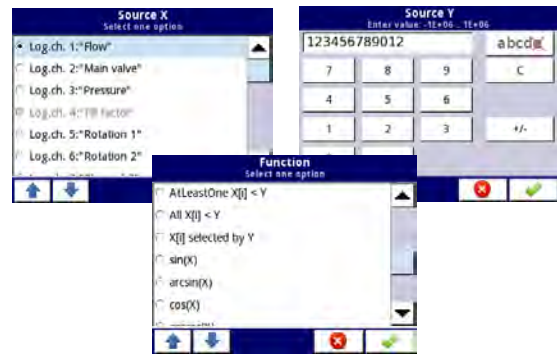 Source X
Select one option
Log.ch. 1:"Flow"
Log.ch. 2:"Main valve"
Log.ch. 3:"Pressure"
Log.ch. 4:"Fill factor"
Log.ch. 5:"Rotation 1"
Log.ch. 6:"Rotation 2"
Source Y
Enter value: -1E+06 .. 1E+06
123456789012
abcd
7 8 9 C
4 5 6
1 2 3 +/-
Function
Select one option
AtLeastOne X[i] < Y
All X[i] < Y
X[i] selected by Y
sin(X)
arcsin(X)
cos(X)